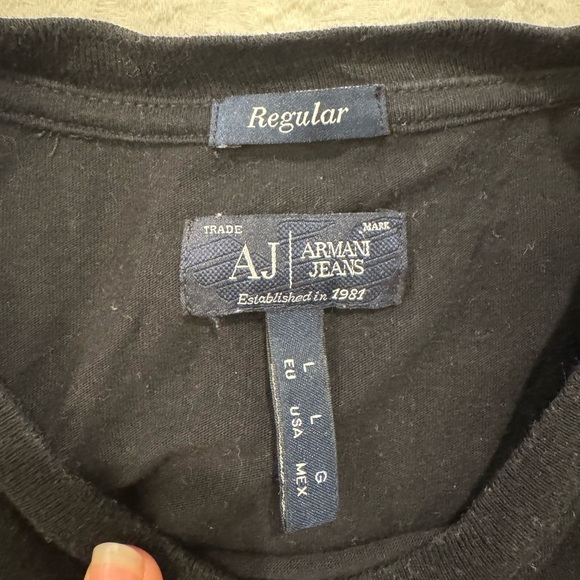 Regular
TRADE MARK
AJ ARMANI JEANS
Established in 1981
L L G
EU USA MEX